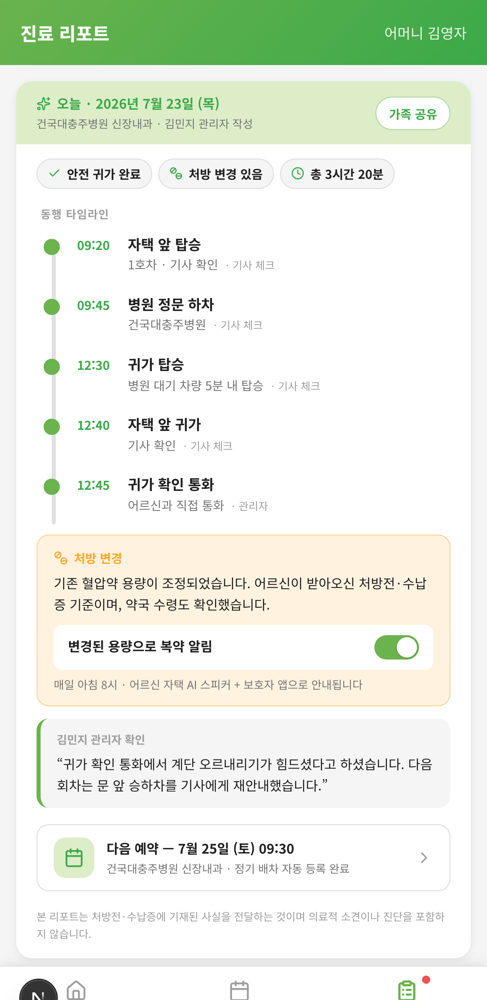 진료 리포트
어머니 김영자
오늘 · 2026년 7월 23일 (목)
건국대충주병원 신장내과 · 김민지 관리자 작성
가족 공유
안전 귀가 완료
처방 변경 있음
총 3시간 20분
동행 타임라인
09:20 자택 앞 탑승
1호차 · 기사 확인 · 기사 체크
09:45 병원 정문 하차
건국대충주병원 · 기사 체크
12:30 귀가 탑승
병원 대기 차량 5분 내 탑승 · 기사 체크
12:40 자택 앞 귀가
기사 확인 · 기사 체크
12:45 귀가 확인 통화
어르신과 직접 통화 · 관리자
처방 변경
기존 혈압약 용량이 조정되었습니다. 어르신이 받아오신 처방전·수납
증 기준이며, 약국 수령도 확인했습니다.
변경된 용량으로 복약 알림
매일 아침 8시 · 어르신 자택 AI 스피커 + 보호자 앱으로 안내됩니다
김민지 관리자 확인
“귀가 확인 통화에서 계단 오르내리기가 힘드셨다고 하셨습니다. 다음
회차는 문 앞 승하차를 기사에게 재안내했습니다.”
다음 예약 — 7월 25일 (토) 09:30
건국대충주병원 신장내과 · 정기 배차 자동 등록 완료
본 리포트는 처방전·수납증에 기재된 사실을 전달하는 것이며 의료적 소견이나 진단을 포함하
지 않습니다.
N